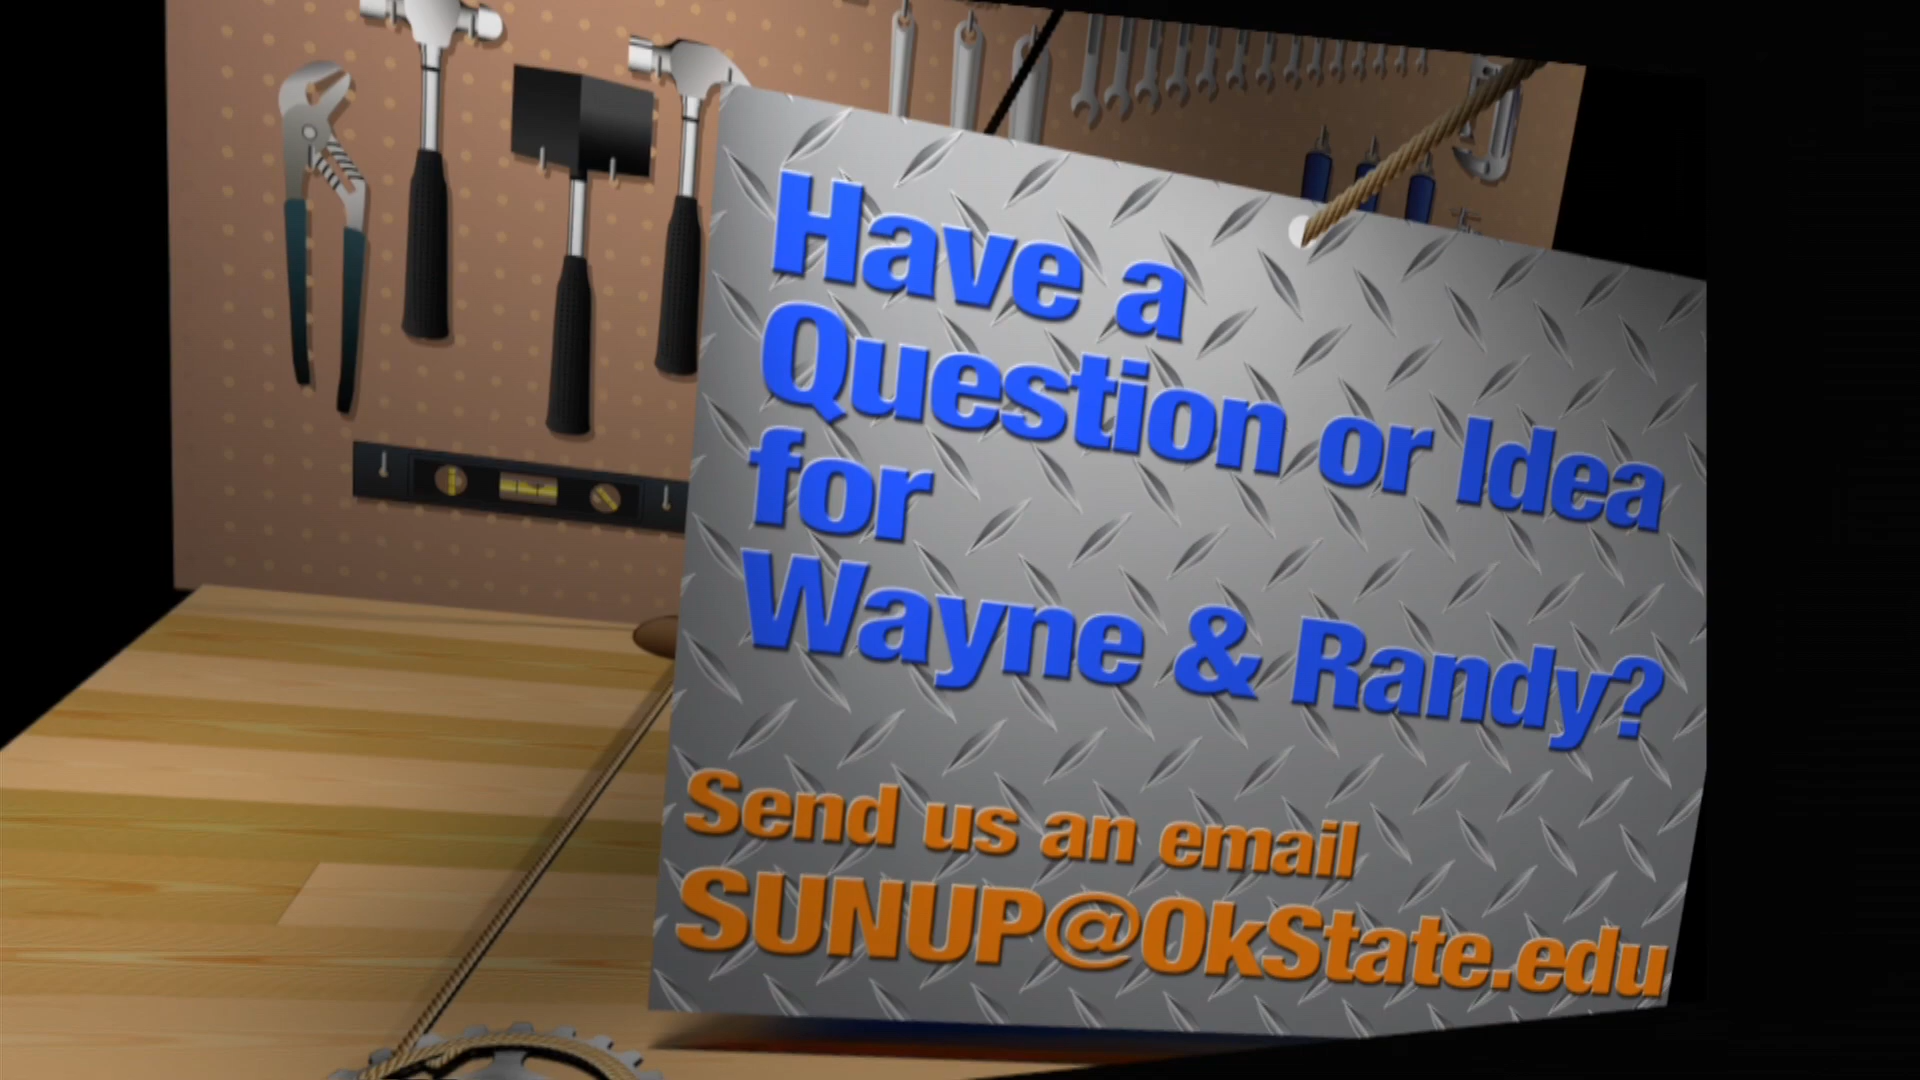 Have a
Question or Idea
for
Wayne & Randy?
Send us an email
SUNUP@OkState.edu